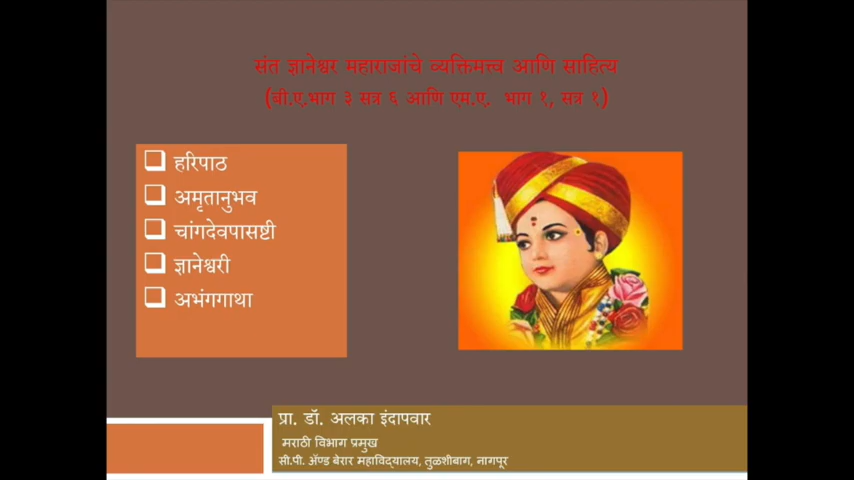 संत ज्ञानेश्वर महाराजांचे व्यक्तिमत्त्व आणि साहित्य
(बी.ए.भाग ३ सत्र ६ आणि एम.ए. भाग १, सत्र १)
हरिपाठ
अमृतानुभव
चांगदेवपासष्टी
ज्ञानेश्वरी
अभंगगाथा
प्रा. डॉ. अलका इंदापवार
मराठी विभाग प्रमुख
सी.पी. ॲण्ड बेरार महाविद्यालय, तुळशीबाग, नागपूर